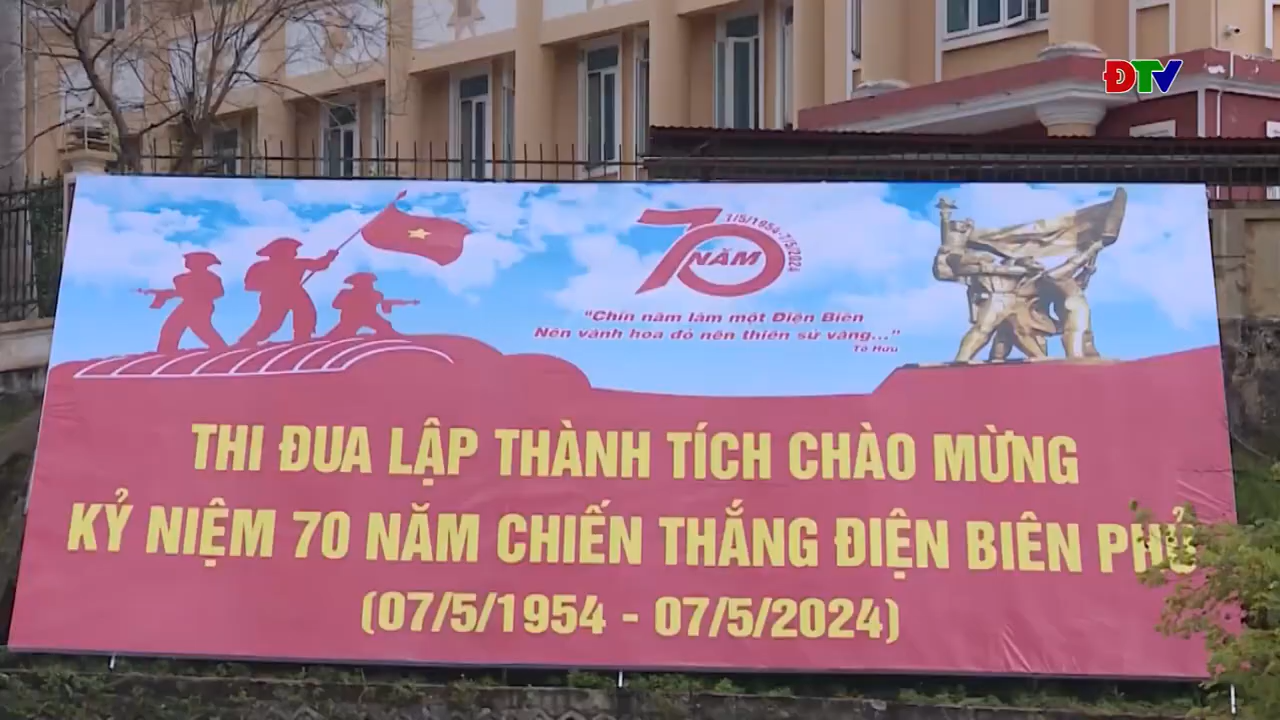 ĐTV
70 NĂM
7/5/1954-7/5/2024
"Chín năm làm một Điện Biên
Nên vành hoa đỏ nên thiên sử vàng..."
Tố Hữu
THI ĐUA LẬP THÀNH TÍCH CHÀO MỪNG
KỶ NIỆM 70 NĂM CHIẾN THẮNG ĐIỆN BIÊN PHỦ
(07/5/1954 - 07/5/2024)